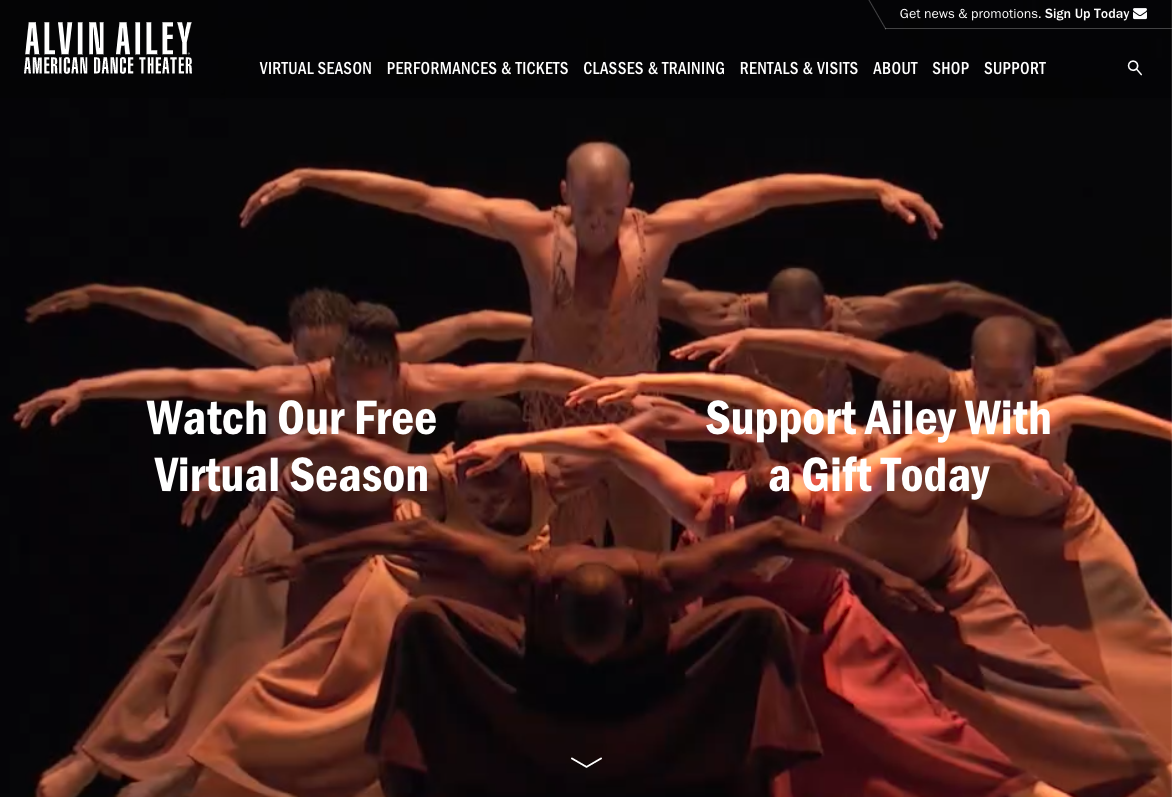 Get news & promotions. Sign Up Today
ALVIN AILEY
AMERICAN DANCE THEATER
VIRTUAL SEASON PERFORMANCES & TICKETS CLASSES & TRAINING RENTALS & VISITS ABOUT SHOP SUPPORT
Watch Our Free
Virtual Season
Support Ailey With
a Gift Today